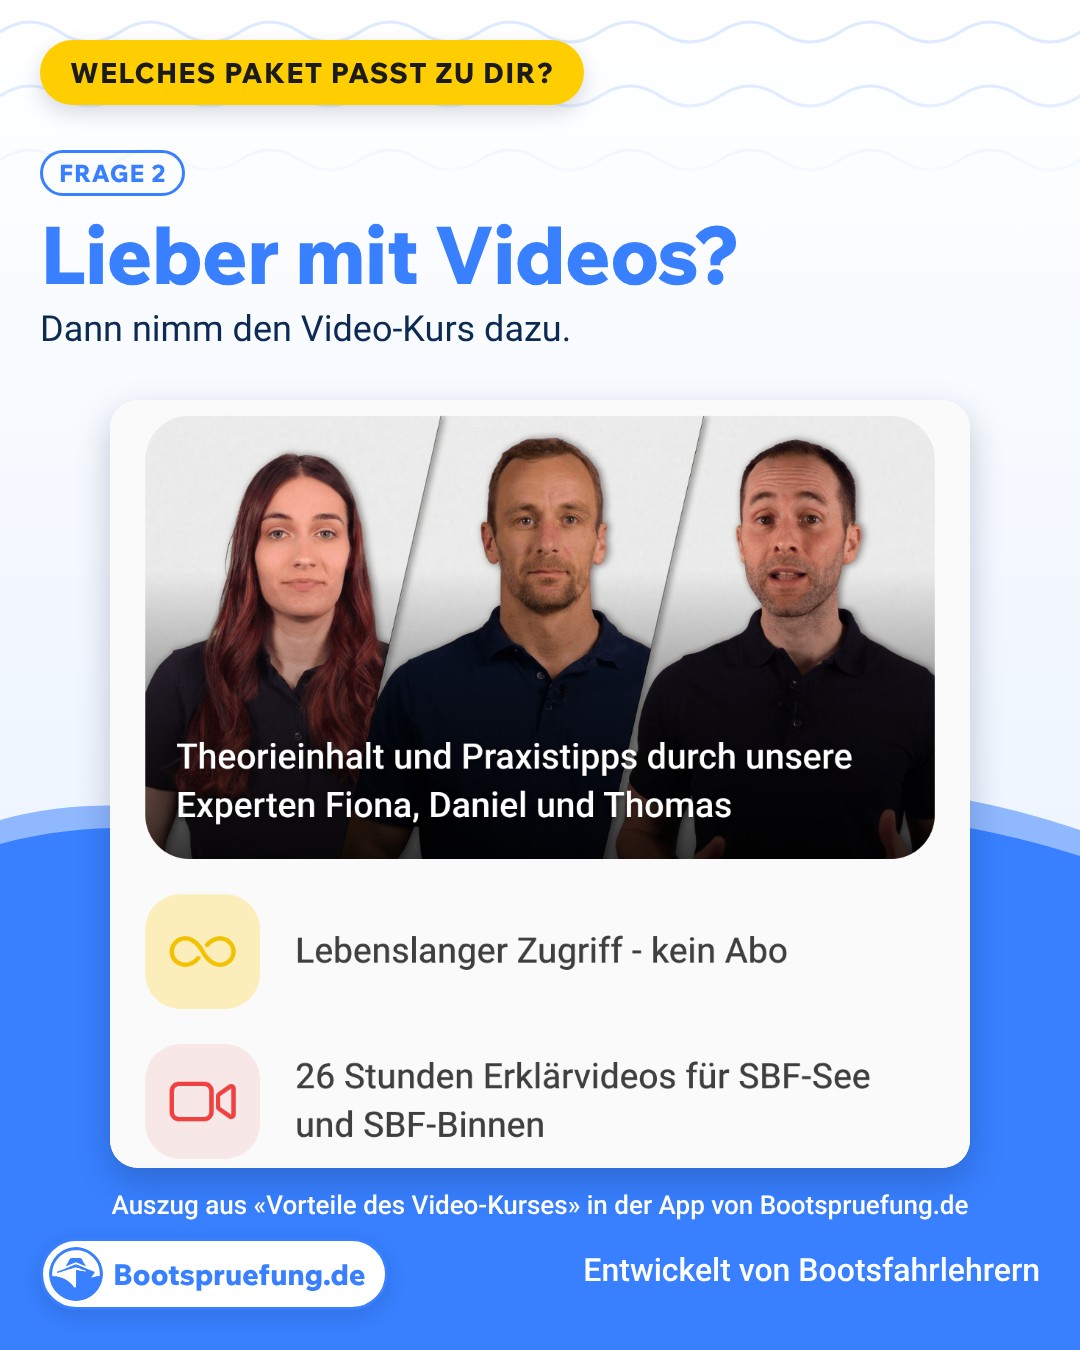 WELCHES PAKET PASST ZU DIR?
FRAGE 2
Lieber mit Videos?
Dann nimm den Video-Kurs dazu.
Theorieinhalt und Praxistipps durch unsere
Experten Fiona, Daniel und Thomas
Lebenslanger Zugriff - kein Abo
26 Stunden Erklärvideos für SBF-See
und SBF-Binnen
Auszug aus «Vorteile des Video-Kurses» in der App von Bootspruefung.de
Bootspruefung.de
Entwickelt von Bootsfahrlehrern